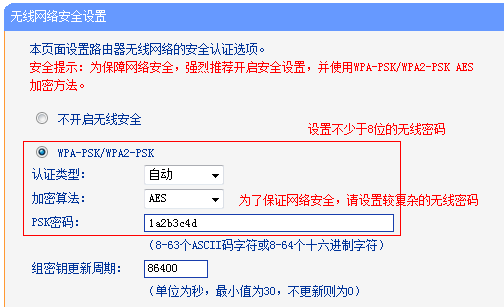 无线网络安全设置
本页面设置路由器无线网络的安全认证选项。
安全提示：为保障网络安全，强烈推荐开启安全设置，并使用WPA-PSK/WPA2-PSK AES
加密方法。
不开启无线安全
设置不少于8位的无线密码
WPA-PSK/WPA2-PSK
认证类型：
自动
加密算法：
AES
为了保证网络安全，请设置较复杂的无线密码
PSK密码：
1a2b3c4d
（8-63个ASCII码字符或8-64个十六进制字符）
组密钥更新周期：
86400
（单位为秒，最小值为30，不更新则为0）